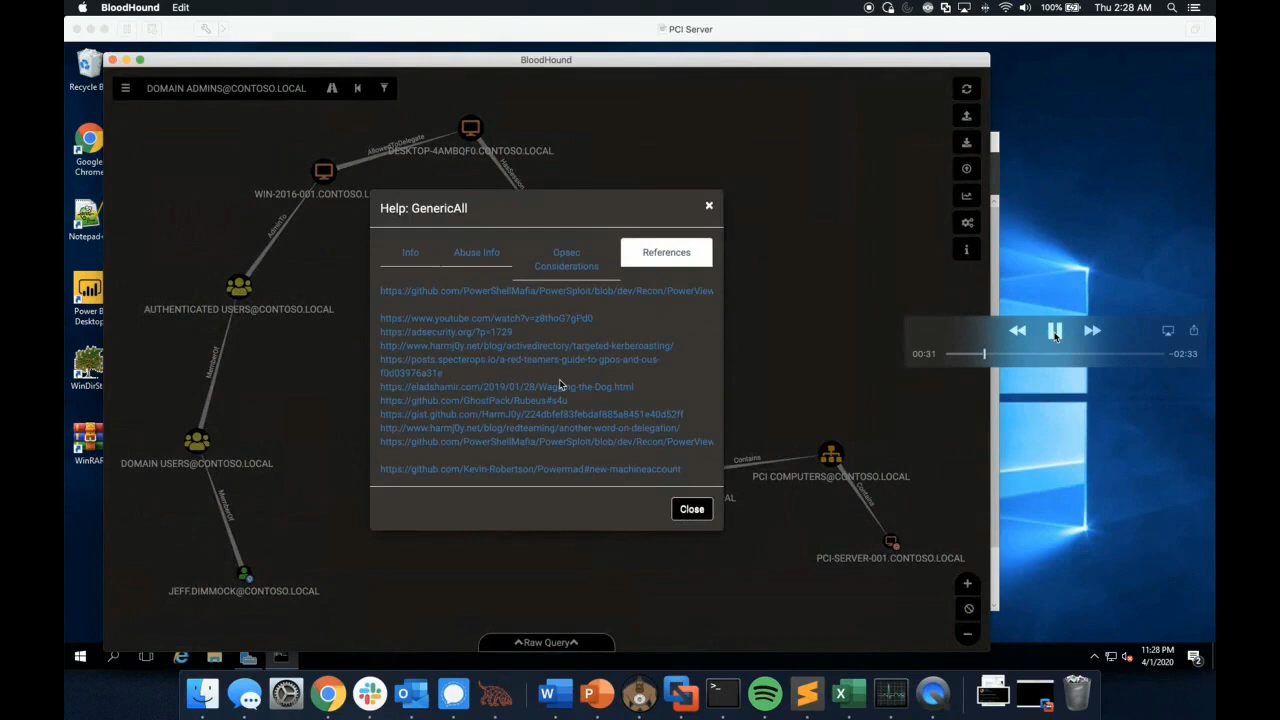 BloodHound Edit
100% Thu 2:28 AM
PCI Server
BloodHound
DOMAIN ADMINS@CONTOSO.LOCAL
Recycle B
Google
Chrome
Notepad+
Power B
Desktop
WinDirSt
WinRAR
AllowedToDelegate
DESKTOP-4AMBQF0.CONTOSO.LOCAL
HasSession
WIN-2016-001.CONTOSO.L
AdminTo
AUTHENTICATED USERS@CONTOSO.LOCAL
MemberOf
DOMAIN USERS@CONTOSO.LOCAL
MemberOf
JEFF.DIMMOCK@CONTOSO.LOCAL
Help: GenericAll
×
Info
Abuse Info
Opsec
Considerations
References
https://github.com/PowerShellMafia/PowerSploit/blob/dev/Recon/PowerView
https://www.youtube.com/watch?v=z8thoG7gPd0
https://adsecurity.org/?p=1729
http://www.harmj0y.net/blog/activedirectory/targeted-kerberoasting/
https://posts.specterops.io/a-red-teamers-guide-to-gpos-and-ous-
f0d03976a31e
https://eladshamir.com/2019/01/28/Wagging-the-Dog.html
https://github.com/GhostPack/Rubeus#s4u
https://gist.github.com/HarmJ0y/224dbfef83febdaf885a8451e40d52ff
http://www.harmj0y.net/blog/redteaming/another-word-on-delegation/
https://github.com/PowerShellMafia/PowerSploit/blob/dev/Recon/PowerView
https://github.com/Kevin-Robertson/Powermad#new-machineaccount
Close
00:31
-02:33
Contains
PCI COMPUTERS@CONTOSO.LOCAL
AL
Contains
PCI-SERVER-001.CONTOSO.LOCAL
Raw Query
11:28 PM
4/1/2020
2